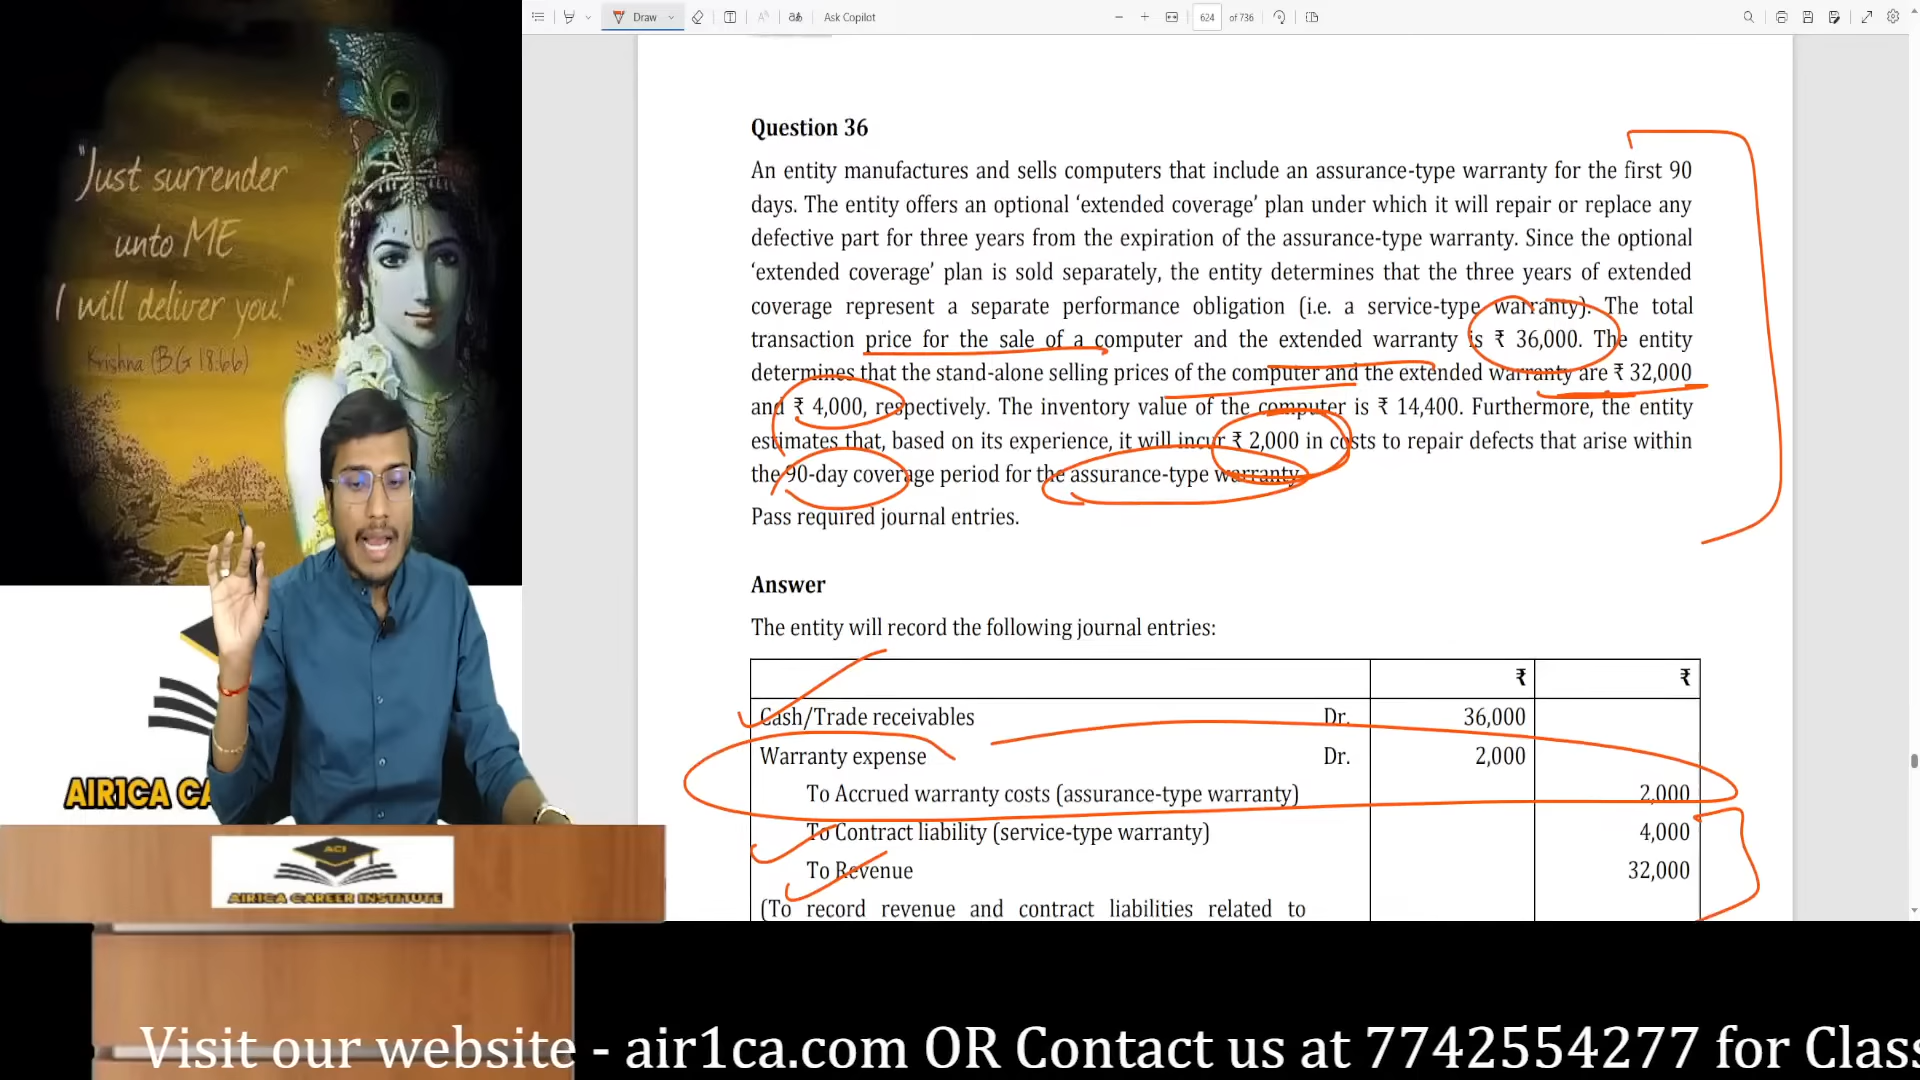 "Just surrender
unto ME
I will deliver you!"
Krishna (B.G 18:66)
AIR1CA CA
ACI
AIR1CA CAREER INSTITUTE
Draw
Ask Copilot
624 of 736
Question 36
An entity manufactures and sells computers that include an assurance-type warranty for the first 90
days. The entity offers an optional ‘extended coverage’ plan under which it will repair or replace any
defective part for three years from the expiration of the assurance-type warranty. Since the optional
‘extended coverage’ plan is sold separately, the entity determines that the three years of extended
coverage represent a separate performance obligation (i.e. a service-type warranty). The total
transaction price for the sale of a computer and the extended warranty is ₹ 36,000. The entity
determines that the stand-alone selling prices of the computer and the extended warranty are ₹ 32,000
and ₹ 4,000, respectively. The inventory value of the computer is ₹ 14,400. Furthermore, the entity
estimates that, based on its experience, it will incur ₹ 2,000 in costs to repair defects that arise within
the 90-day coverage period for the assurance-type warranty.
Pass required journal entries.
Answer
The entity will record the following journal entries:
₹ ₹
Cash/Trade receivables Dr. 36,000
Warranty expense Dr. 2,000
To Accrued warranty costs (assurance-type warranty) 2,000
To Contract liability (service-type warranty) 4,000
To Revenue 32,000
(To record revenue and contract liabilities related to
Visit our website - air1ca.com OR Contact us at 7742554277 for Class